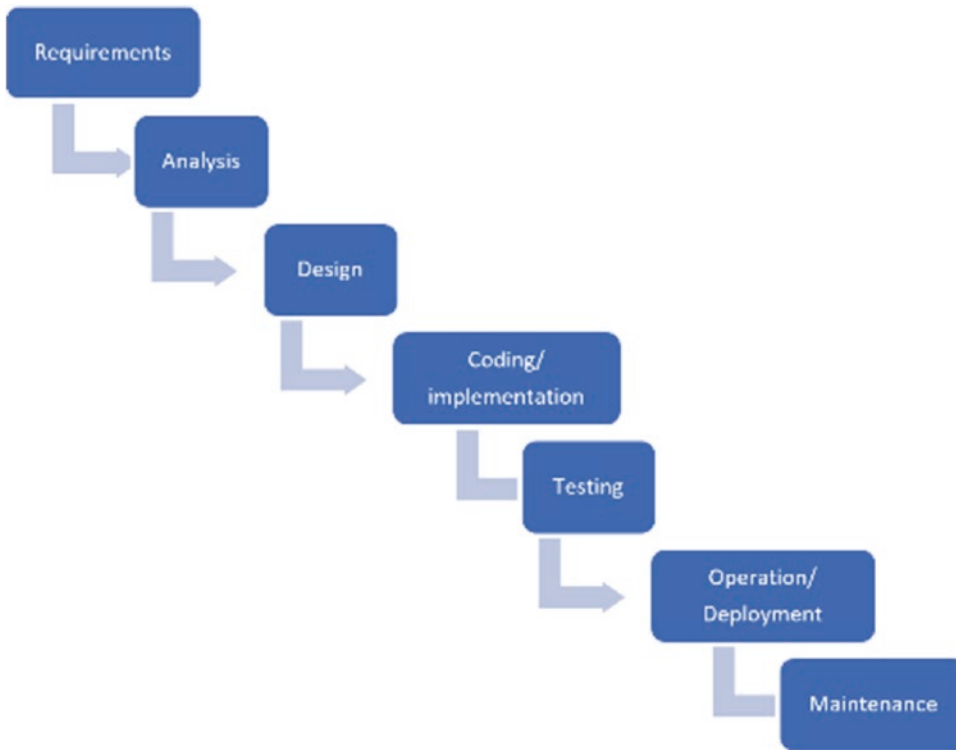 Requirements
Analysis
Design
Coding/
implementation
Testing
Operation/
Deployment
Maintenance